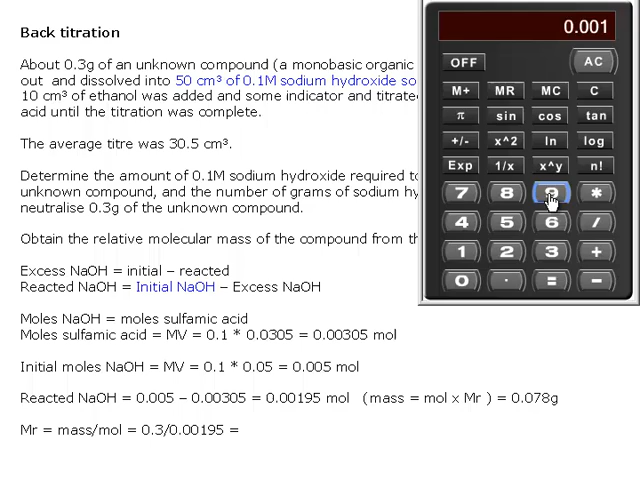 Back titration
About 0.3g of an unknown compound (a monobasic organic
out and dissolved into 50 cm³ of 0.1M sodium hydroxide so
10 cm³ of ethanol was added and some indicator and titrate
acid until the titration was complete.
The average titre was 30.5 cm³.
Determine the amount of 0.1M sodium hydroxide required to
unknown compound, and the number of grams of sodium hy
neutralise 0.3g of the unknown compound.
Obtain the relative molecular mass of the compound from th
Excess NaOH = initial – reacted
Reacted NaOH = Initial NaOH – Excess NaOH
Moles NaOH = moles sulfamic acid
Moles sulfamic acid = MV = 0.1 * 0.0305 = 0.00305 mol
Initial moles NaOH = MV = 0.1 * 0.05 = 0.005 mol
Reacted NaOH = 0.005 – 0.00305 = 0.00195 mol (mass = mol x Mr ) = 0.078g
Mr = mass/mol = 0.3/0.00195 =
0.001
OFF AC
M+ MR MC C
π sin cos tan
+/- x^2 ln log
Exp 1/x x^y n!
7 8 9 *
4 5 6 /
1 2 3 +
0 . = −